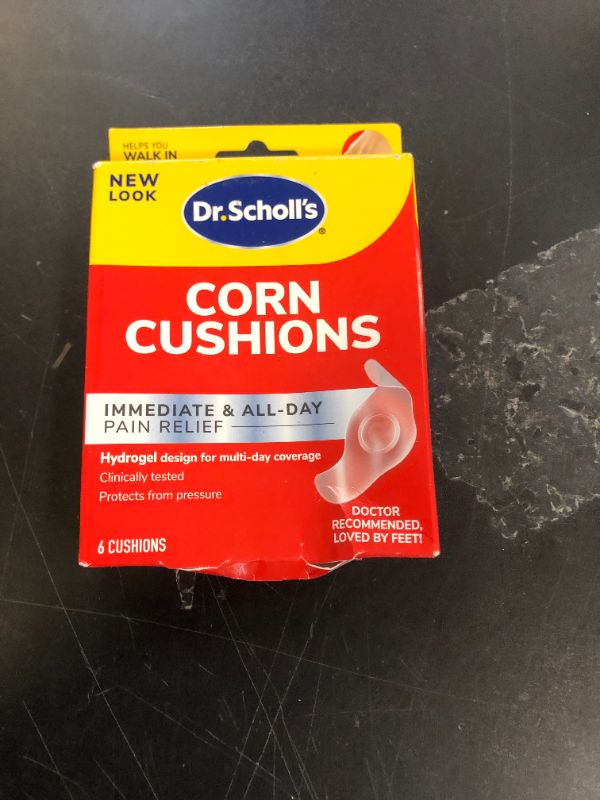 HELPS YOU
WALK IN
NEW
LOOK
Dr.Scholl's®
CORN
CUSHIONS
IMMEDIATE & ALL-DAY
PAIN RELIEF
Hydrogel design for multi-day coverage
Clinically tested
Protects from pressure
DOCTOR
RECOMMENDED,
LOVED BY FEET!
6 CUSHIONS